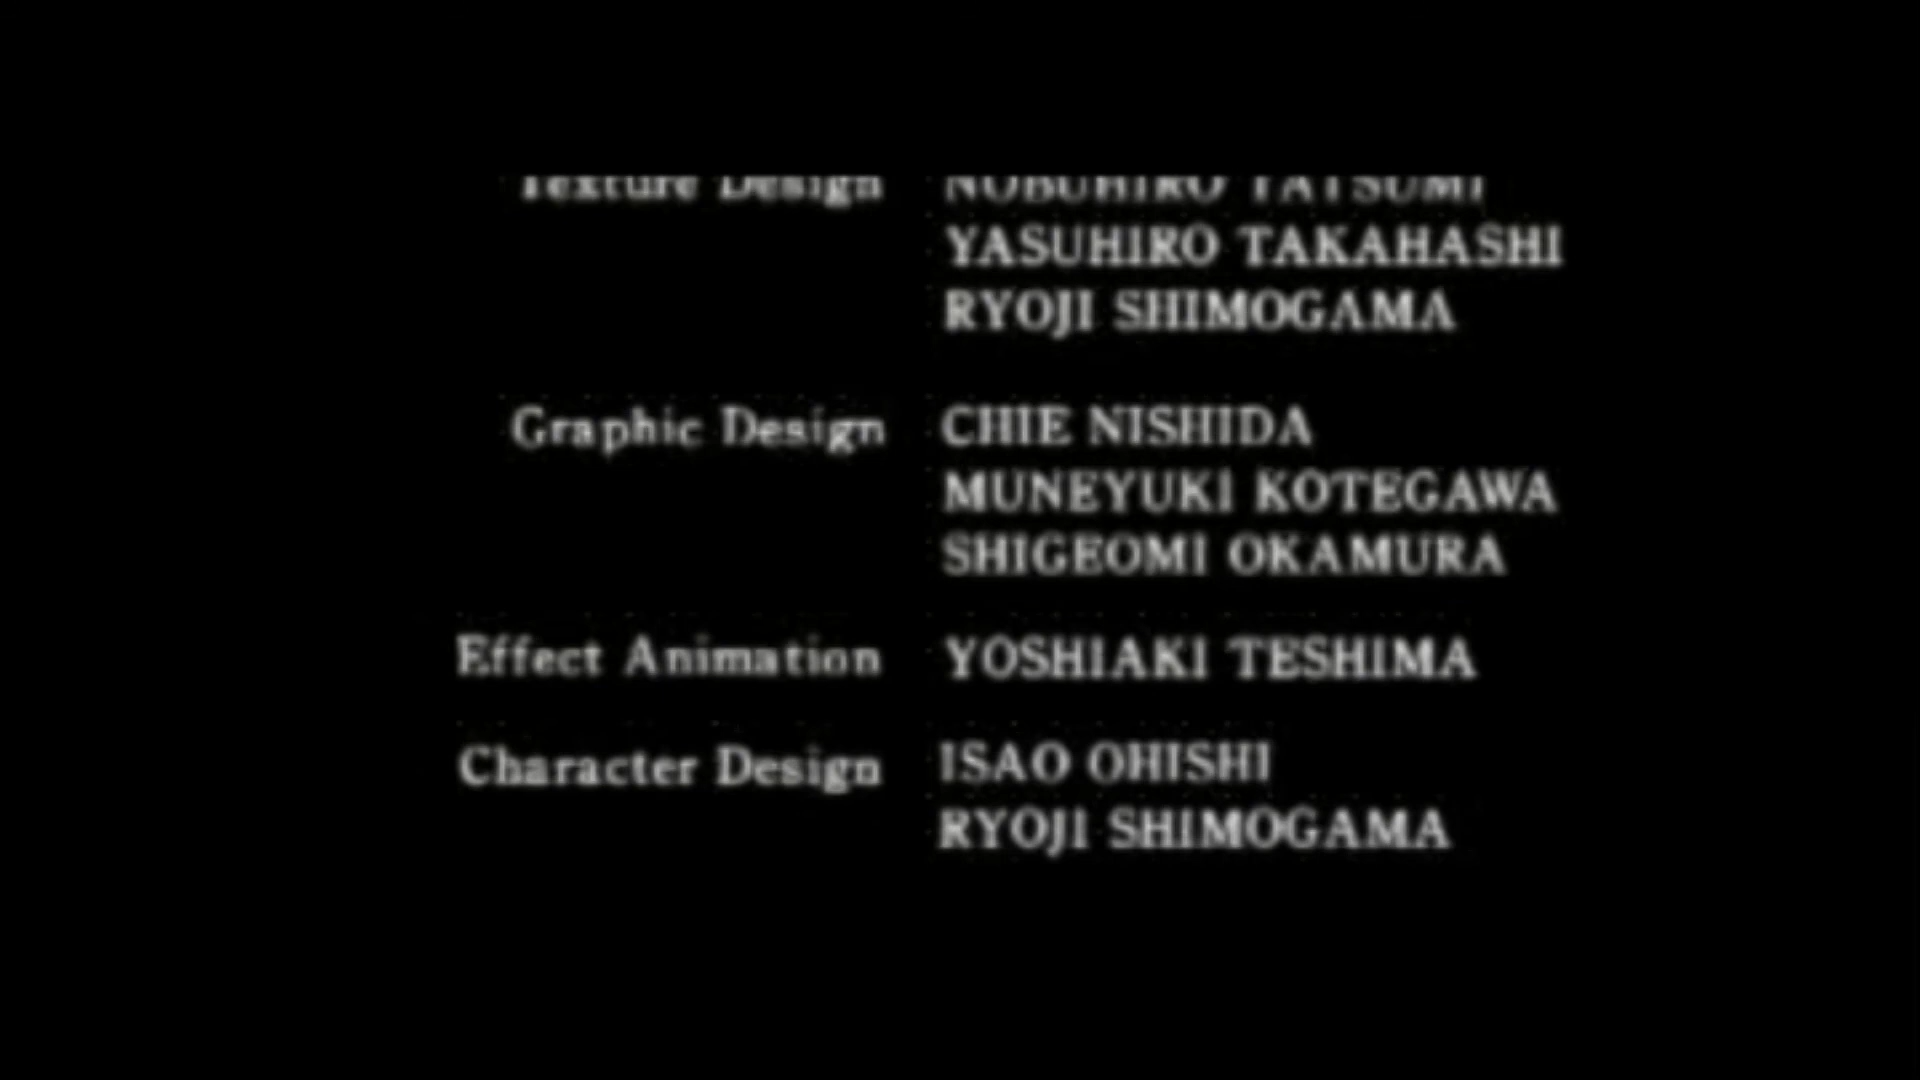 Texture Design NOBUHIRO TATSUMI
YASUHIRO TAKAHASHI
RYOJI SHIMOGAMA
Graphic Design CHIE NISHIDA
MUNEYUKI KOTEGAWA
SHIGEOMI OKAMURA
Effect Animation YOSHIAKI TESHIMA
Character Design ISAO OHISHI
RYOJI SHIMOGAMA